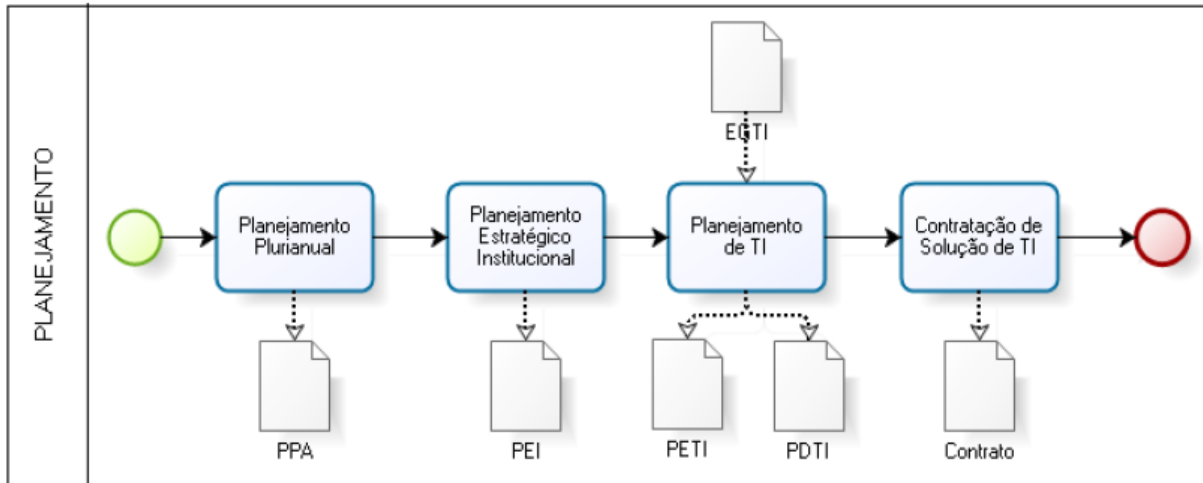 PLANEJAMENTO
EGTI
Planejamento
Plurianual
Planejamento
Estratégico
Institucional
Planejamento
de TI
Contratação de
Solução de TI
PPA
PEI
PETI
PDTI
Contrato